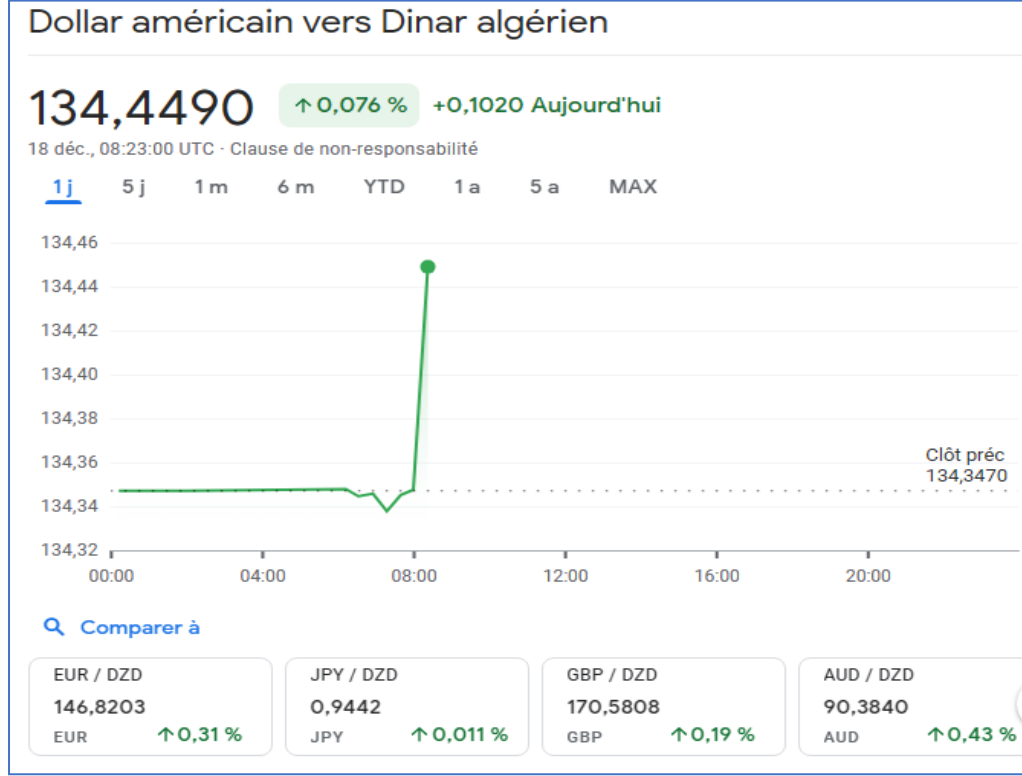 Dollar américain vers Dinar algérien
134,4490 ↑ 0,076 % +0,1020 Aujourd'hui
18 déc., 08:23:00 UTC · Clause de non-responsabilité
1 j 5 j 1 m 6 m YTD 1 a 5 a MAX
134,46
134,44
134,42
134,40
134,38
134,36
134,34
134,32
Clôt préc
134,3470
00:00 04:00 08:00 12:00 16:00 20:00
Comparer à
EUR / DZD
146,8203
EUR ↑ 0,31 %
JPY / DZD
0,9442
JPY ↑ 0,011 %
GBP / DZD
170,5808
GBP ↑ 0,19 %
AUD / DZD
90,3840
AUD ↑ 0,43 %